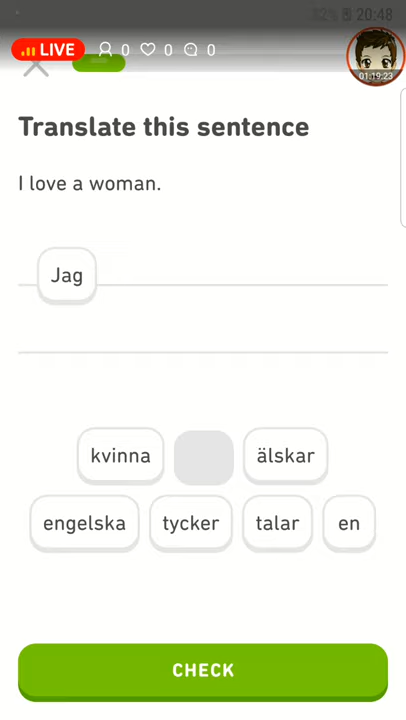 82% 20:48
LIVE 0 0 0
01:19:23
Translate this sentence
I love a woman.
Jag
kvinna älskar
engelska tycker talar en
CHECK